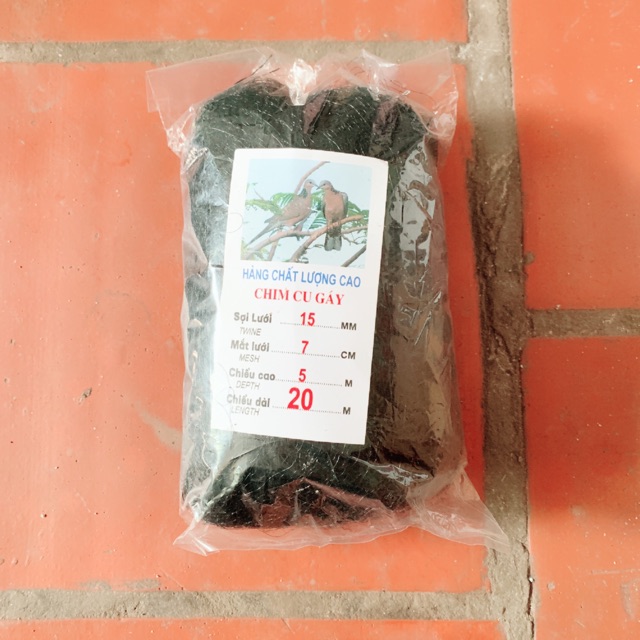 HÀNG CHẤT LƯỢNG CAO
CHIM CU GÁY
Sợi Lưới 15 MM
TWINE
Mắt lưới 7 CM
MESH
Chiều cao 5 M
DEPTH
Chiều dài 20 M
LENGTH